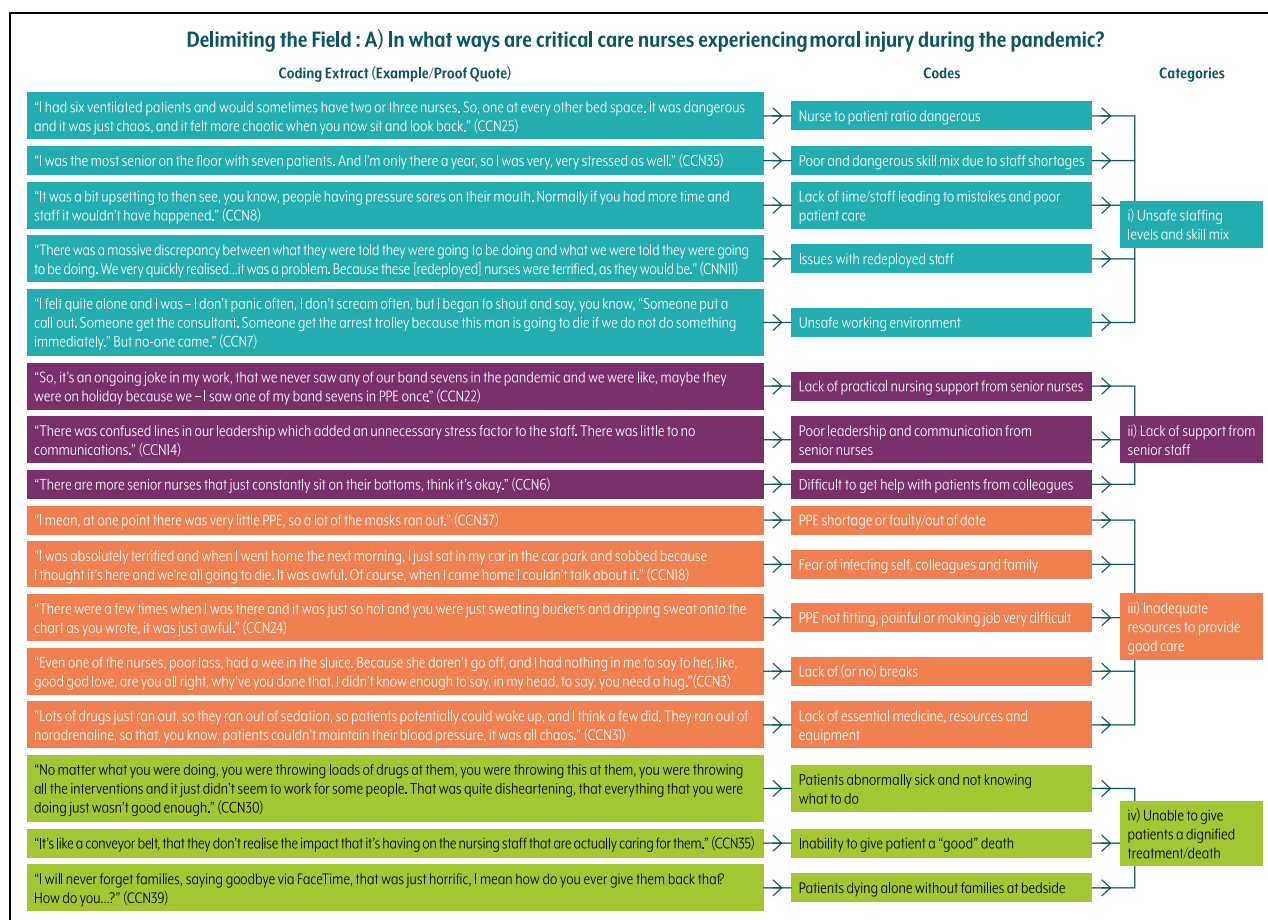 Delimiting the Field : A) In what ways are critical care nurses experiencing moral injury during the pandemic?
Coding Extract (Example/Proof Quote)
Codes
Categories
“I had six ventilated patients and would sometimes have two or three nurses. So, one at every other bed space. It was dangerous
and it was just chaos, and it felt more chaotic when you now sit and look back.” (CCN25)
Nurse to patient ratio dangerous
“I was the most senior on the floor with seven patients. And I’m only there a year, so I was very, very stressed as well.” (CCN35)
Poor and dangerous skill mix due to staff shortages
“It was a bit upsetting to then see, you know, people having pressure sores on their mouth. Normally if you had more time and
staff it wouldn’t have happened.” (CCN8)
Lack of time/staff leading to mistakes and poor
patient care
“There was a massive discrepancy between what they were told they were going to be doing and what we were told they were going
to be doing. We very quickly realised...it was a problem. Because these [redeployed] nurses were terrified, as they would be.” (CNN11)
Issues with redeployed staff
“I felt quite alone and I was – I don’t panic often, I don’t scream often, but I began to shout and say, you know, “Someone put a
call out. Someone get the consultant. Someone get the arrest trolley because this man is going to die if we do not do something
immediately.” But no-one came.” (CCN7)
Unsafe working environment
i) Unsafe staffing
levels and skill mix
“So, it’s an ongoing joke in my work, that we never saw any of our band sevens in the pandemic and we were like, maybe they
were on holiday because we – I saw one of my band sevens in PPE once.” (CCN22)
Lack of practical nursing support from senior nurses
“There was confused lines in our leadership which added an unnecessary stress factor to the staff. There was little to no
communications.” (CCN14)
Poor leadership and communication from
senior nurses
“There are more senior nurses that just constantly sit on their bottoms, think it’s okay.” (CCN6)
Difficult to get help with patients from colleagues
ii) Lack of support from
senior staff
“I mean, at one point there was very little PPE, so a lot of the masks ran out.” (CCN37)
PPE shortage or faulty/out of date
“I was absolutely terrified and when I went home the next morning, I just sat in my car in the car park and sobbed because
I thought it’s here and we’re all going to die. It was awful. Of course, when I came home I couldn’t talk about it.” (CCN18)
Fear of infecting self, colleagues and family
“There were a few times when I was there and it was just so hot and you were just sweating buckets and dripping sweat onto the
chart as you wrote, it was just awful.” (CCN24)
PPE not fitting, painful or making job very difficult
“Even one of the nurses, poor lass, had a wee in the sluice. Because she daren’t go off, and I had nothing in me to say to her, like,
good god love, are you all right, why’ve you done that, I didn’t know enough to say, in my head, to say, you need a hug.”(CCN3)
Lack of (or no) breaks
“Lots of drugs just ran out, so they ran out of sedation, so patients potentially could wake up, and I think a few did. They ran out of
noradrenaline, so that, you know, patients couldn’t maintain their blood pressure, it was all chaos.” (CCN31)
Lack of essential medicine, resources and
equipment
iii) Inadequate
resources to provide
good care
“No matter what you were doing, you were throwing loads of drugs at them, you were throwing this at them, you were throwing
all the interventions and it just didn’t seem to work for some people. That was quite disheartening, that everything that you were
doing just wasn’t good enough.” (CCN30)
Patients abnormally sick and not knowing
what to do
“It’s like a conveyor belt, that they don’t realise the impact that it’s having on the nursing staff that are actually caring for them.” (CCN35)
Inability to give patient a “good” death
“I will never forget families, saying goodbye via FaceTime, that was just horrific, I mean how do you ever give them back that?
How do you...?” (CCN39)
Patients dying alone without families at bedside
iv) Unable to give
patients a dignified
treatment/death